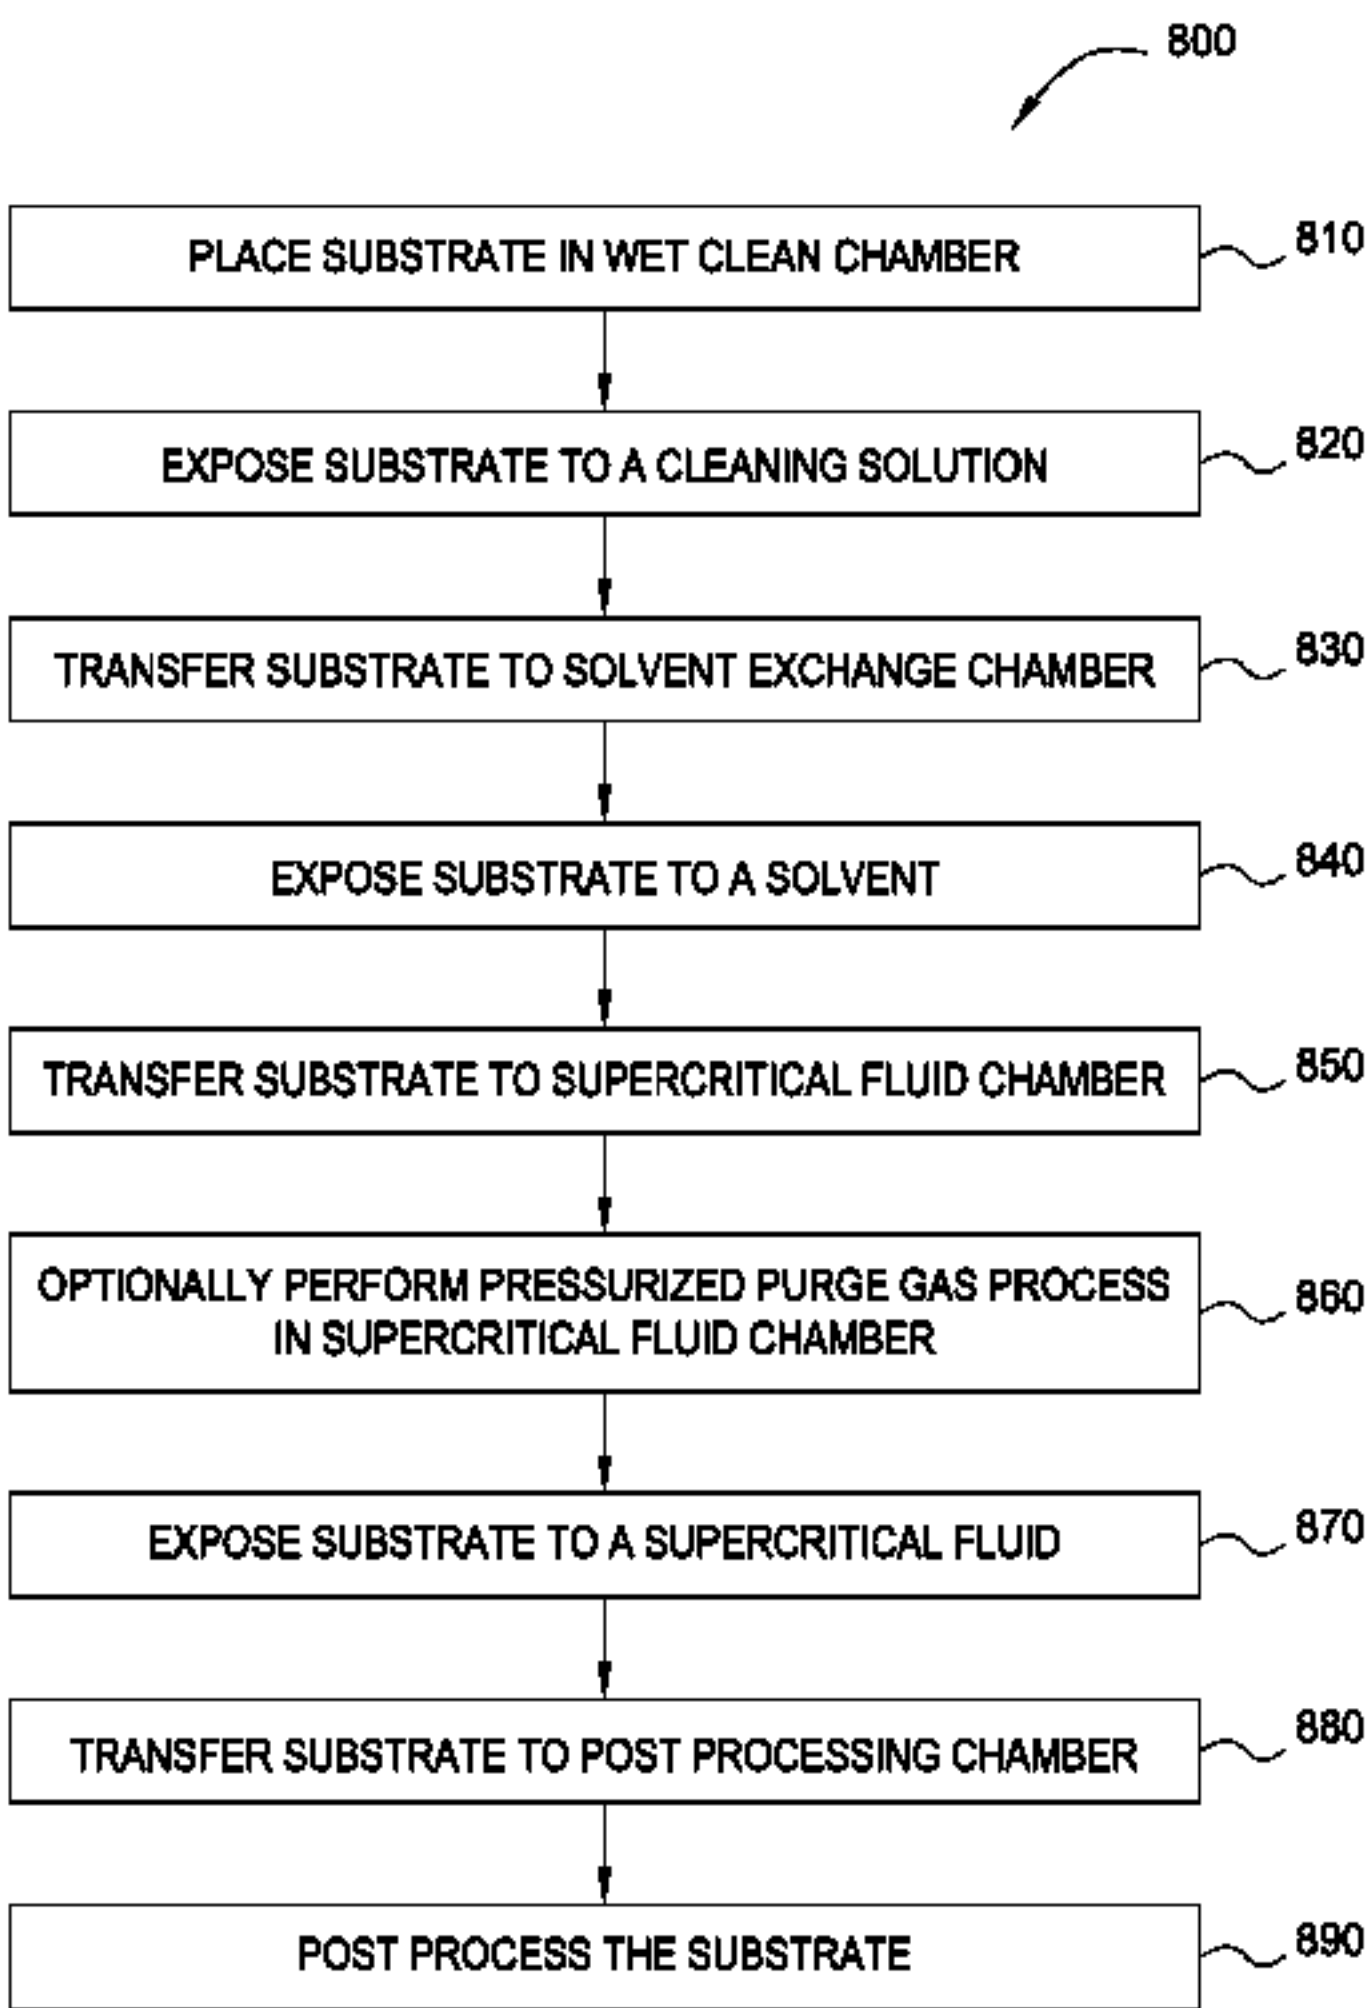 800
PLACE SUBSTRATE IN WET CLEAN CHAMBER
810
EXPOSE SUBSTRATE TO A CLEANING SOLUTION
820
TRANSFER SUBSTRATE TO SOLVENT EXCHANGE CHAMBER
830
EXPOSE SUBSTRATE TO A SOLVENT
840
TRANSFER SUBSTRATE TO SUPERCRITICAL FLUID CHAMBER
850
OPTIONALLY PERFORM PRESSURIZED PURGE GAS PROCESS
IN SUPERCRITICAL FLUID CHAMBER
860
EXPOSE SUBSTRATE TO A SUPERCRITICAL FLUID
870
TRANSFER SUBSTRATE TO POST PROCESSING CHAMBER
880
POST PROCESS THE SUBSTRATE
890